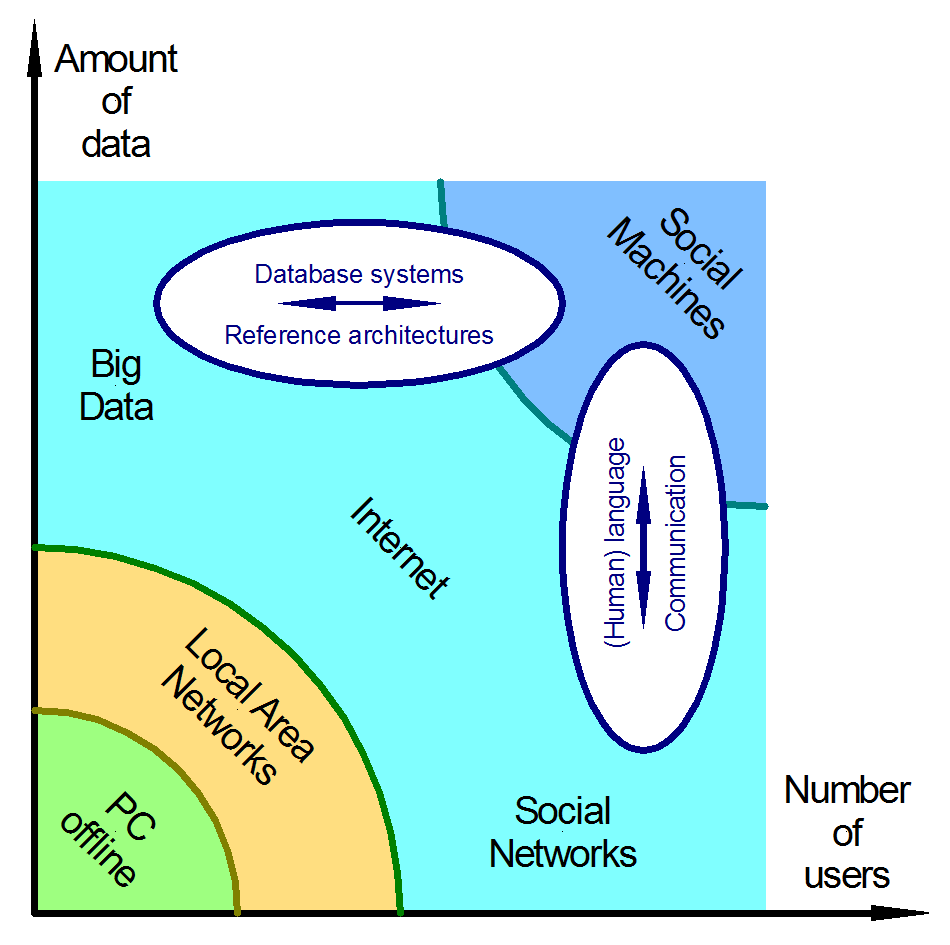 Amount
of
data
Social
Machines
Database systems
Reference architectures
Big
Data
(Human) language
Communication
Internet
Local Area
Networks
PC
offline
Social
Networks
Number
of
users